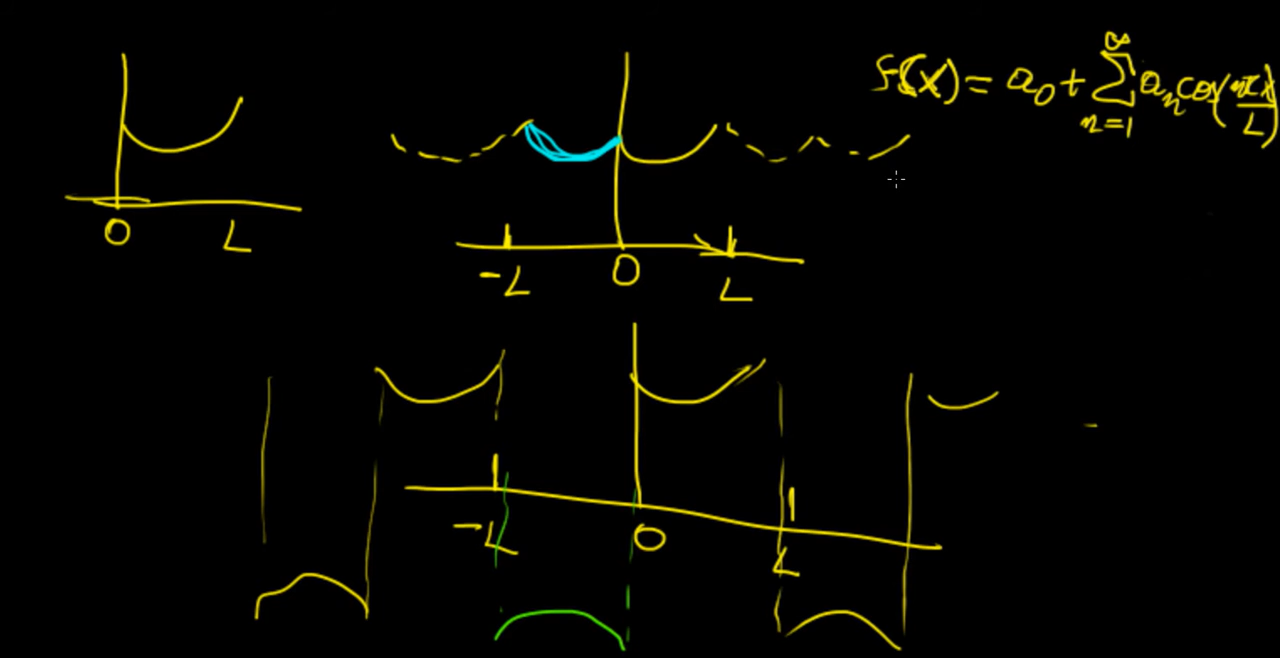 f(x) = a₀ + ∑_{n=1}^{∞} aₙ cos(nπx/L)
0 L
-L 0 L
-L 0 L